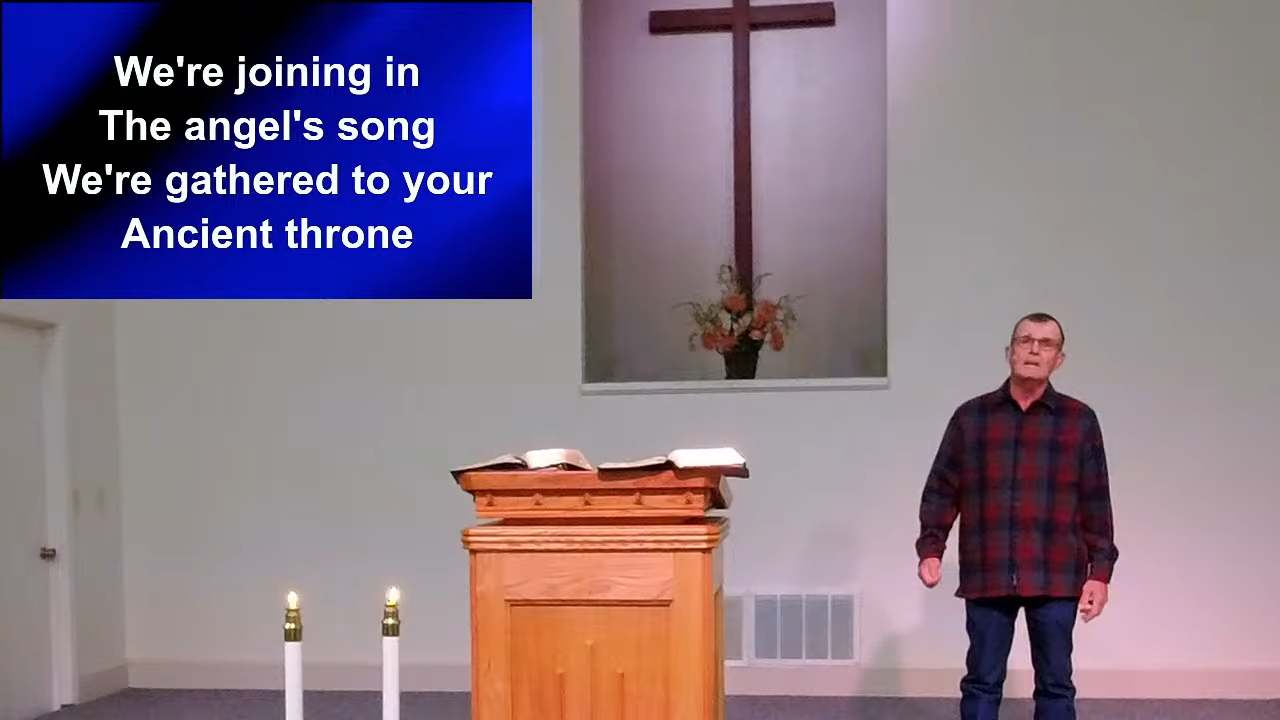 We're joining in
The angel's song
We're gathered to your
Ancient throne